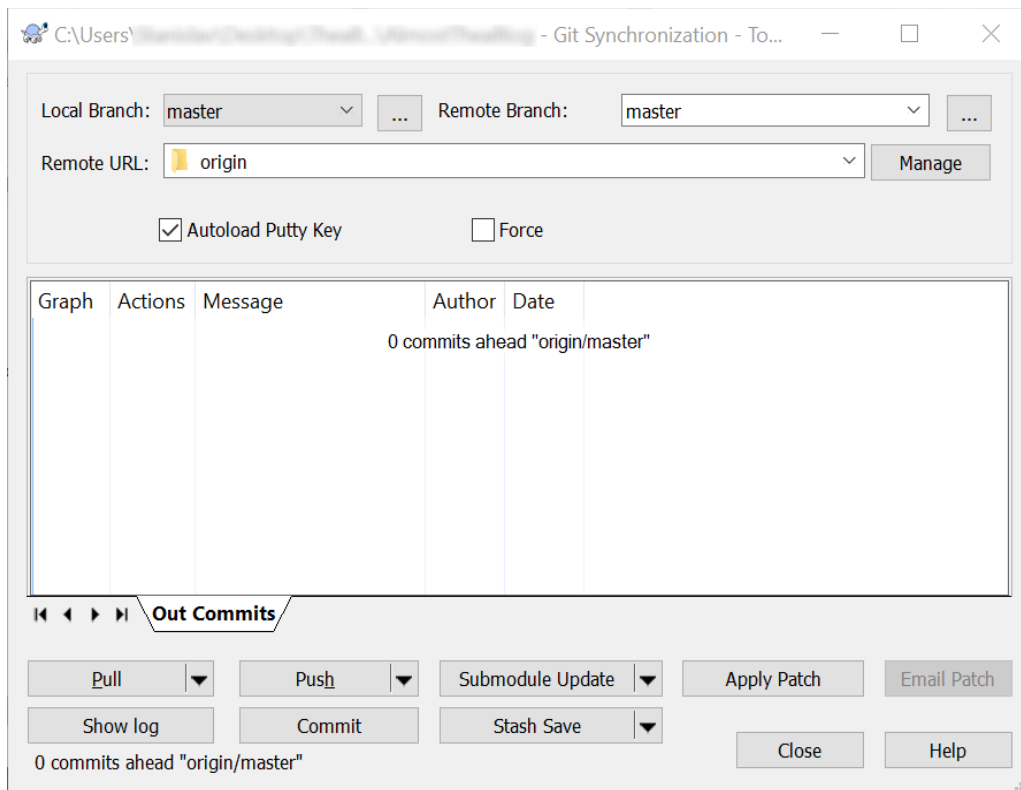 C:\Users\ - Git Synchronization - To...
Local Branch: master ... Remote Branch: master ...
Remote URL: origin Manage
Autoload Putty Key Force
Graph Actions Message Author Date
0 commits ahead "origin/master"
Out Commits
Pull Push Submodule Update Apply Patch Email Patch
Show log Commit Stash Save
Close Help
0 commits ahead "origin/master"